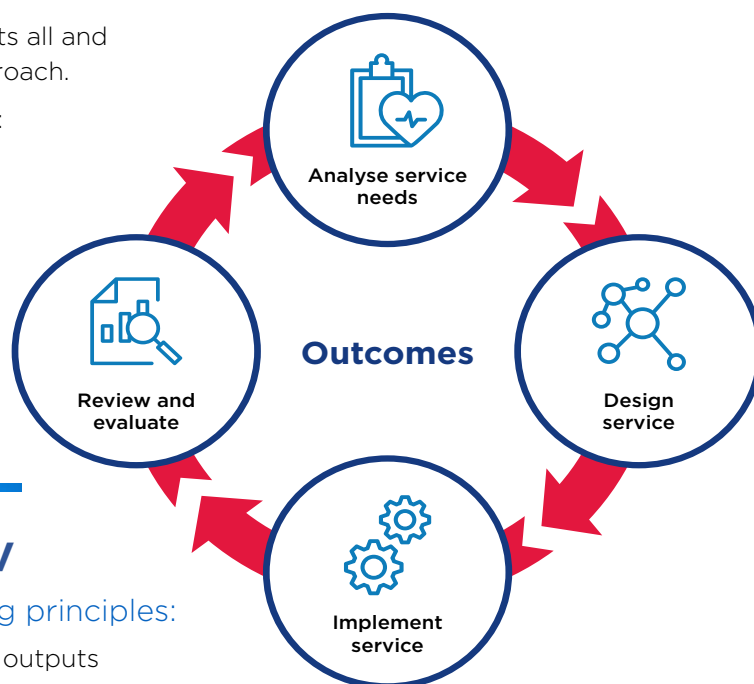 ts all and
roach.
:
Analyse service
needs
Design
service
Implement
service
Review and
evaluate
Outcomes
g principles:
outputs